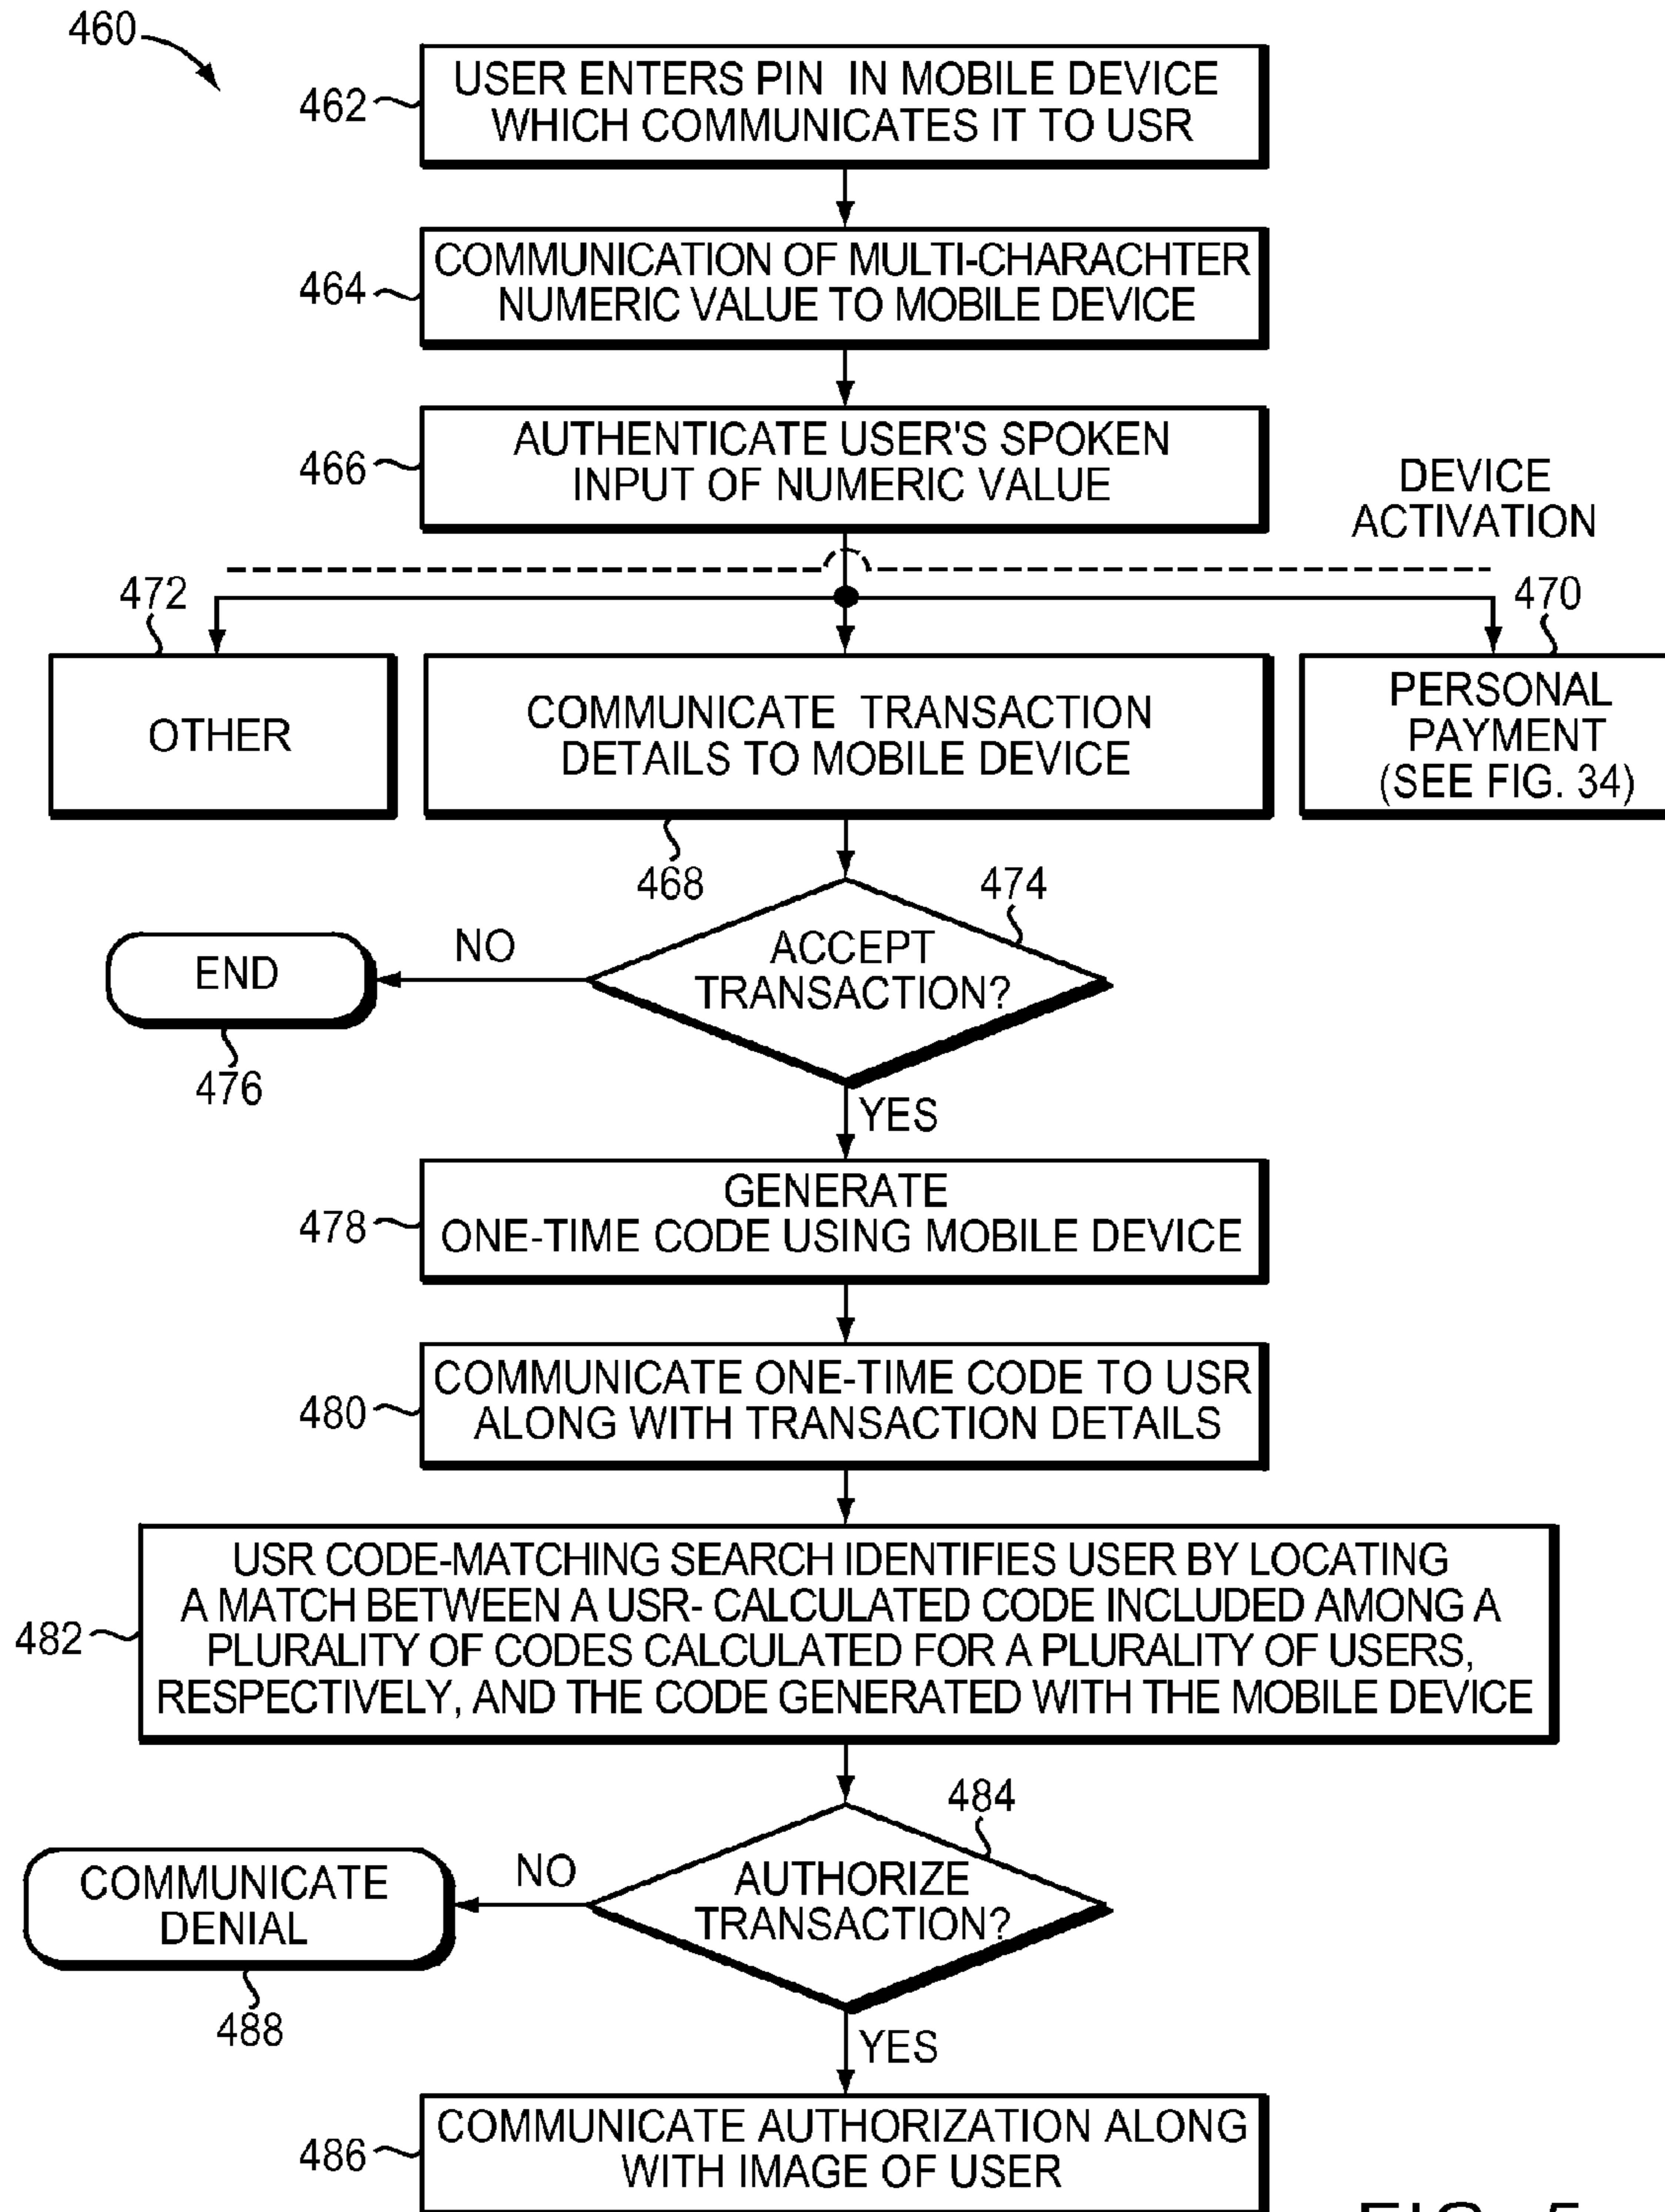 460
462
USER ENTERS PIN IN MOBILE DEVICE
WHICH COMMUNICATES IT TO USR
464
COMMUNICATION OF MULTI-CHARACHTER
NUMERIC VALUE TO MOBILE DEVICE
466
AUTHENTICATE USER'S SPOKEN
INPUT OF NUMERIC VALUE
DEVICE
ACTIVATION
472
470
OTHER
COMMUNICATE TRANSACTION
DETAILS TO MOBILE DEVICE
PERSONAL
PAYMENT
(SEE FIG. 34)
468
474
ACCEPT
TRANSACTION?
NO
END
476
YES
478
GENERATE
ONE-TIME CODE USING MOBILE DEVICE
480
COMMUNICATE ONE-TIME CODE TO USR
ALONG WITH TRANSACTION DETAILS
482
USR CODE-MATCHING SEARCH IDENTIFIES USER BY LOCATING
A MATCH BETWEEN A USR- CALCULATED CODE INCLUDED AMONG A
PLURALITY OF CODES CALCULATED FOR A PLURALITY OF USERS,
RESPECTIVELY, AND THE CODE GENERATED WITH THE MOBILE DEVICE
484
AUTHORIZE
TRANSACTION?
NO
COMMUNICATE
DENIAL
488
YES
486
COMMUNICATE AUTHORIZATION ALONG
WITH IMAGE OF USER